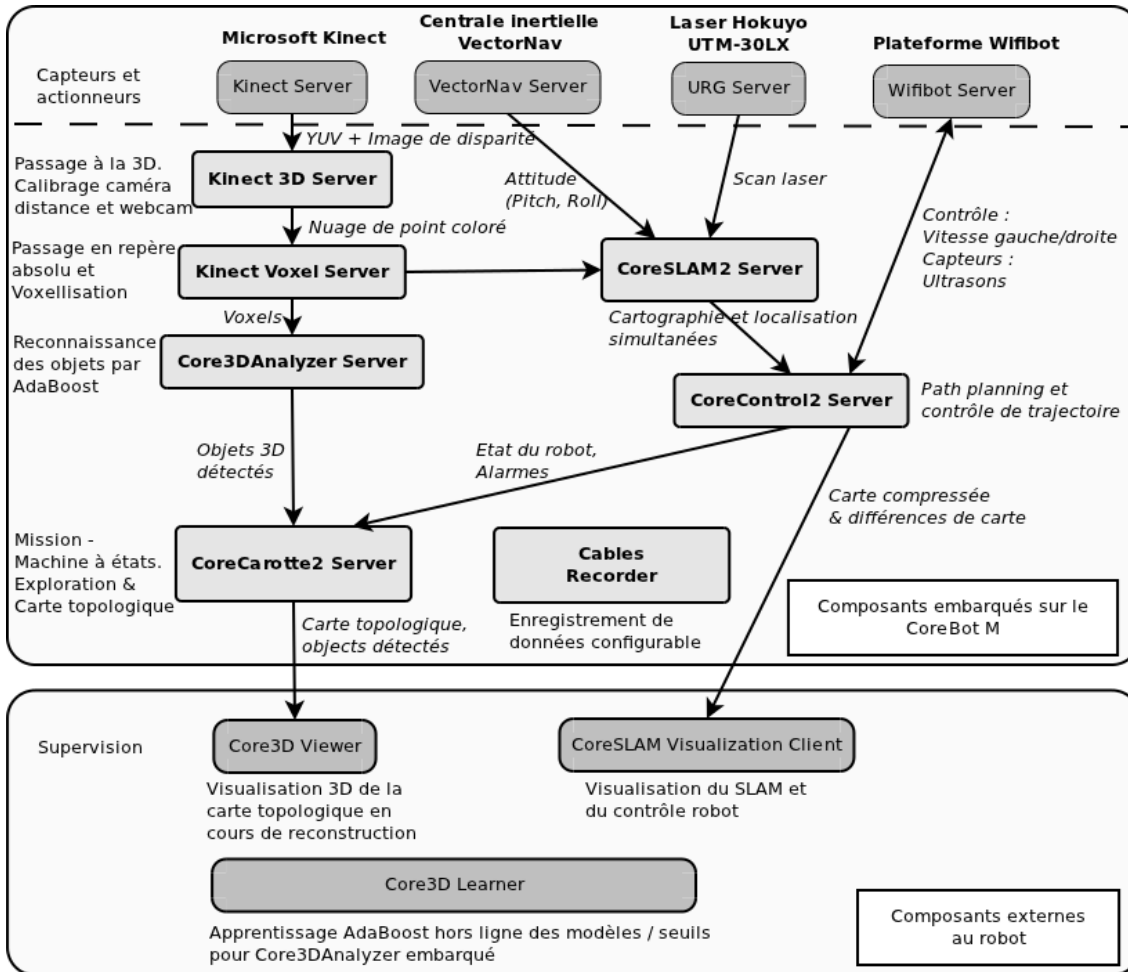 Microsoft Kinect
Centrale inertielle
VectorNav
Laser Hokuyo
UTM-30LX
Plateforme Wifibot
Capteurs et
actionneurs
Kinect Server
VectorNav Server
URG Server
Wifibot Server
YUV + Image de disparité
Passage à la 3D.
Calibrage caméra
distance et webcam
Kinect 3D Server
Attitude
(Pitch, Roll)
Scan laser
Nuage de point coloré
Contrôle :
Vitesse gauche/droite
Capteurs :
Ultrasons
Passage en repère
absolu et
Voxellisation
Kinect Voxel Server
CoreSLAM2 Server
Voxels
Cartographie et localisation
simultanées
Reconnaissance
des objets par
AdaBoost
Core3DAnalyzer Server
CoreControl2 Server
Path planning et
contrôle de trajectoire
Objets 3D
détectés
Etat du robot,
Alarmes
Carte compressée
& différences de carte
Mission -
Machine à états.
Exploration &
Carte topologique
CoreCarotte2 Server
Cables
Recorder
Enregistrement de
données configurable
Composants embarqués sur le
CoreBot M
Carte topologique,
objects détectés
Supervision
Core3D Viewer
CoreSLAM Visualization Client
Visualisation 3D de la
carte topologique en
cours de reconstruction
Visualisation du SLAM et
du contrôle robot
Core3D Learner
Apprentissage AdaBoost hors ligne des modèles / seuils
pour Core3DAnalyzer embarqué
Composants externes
au robot